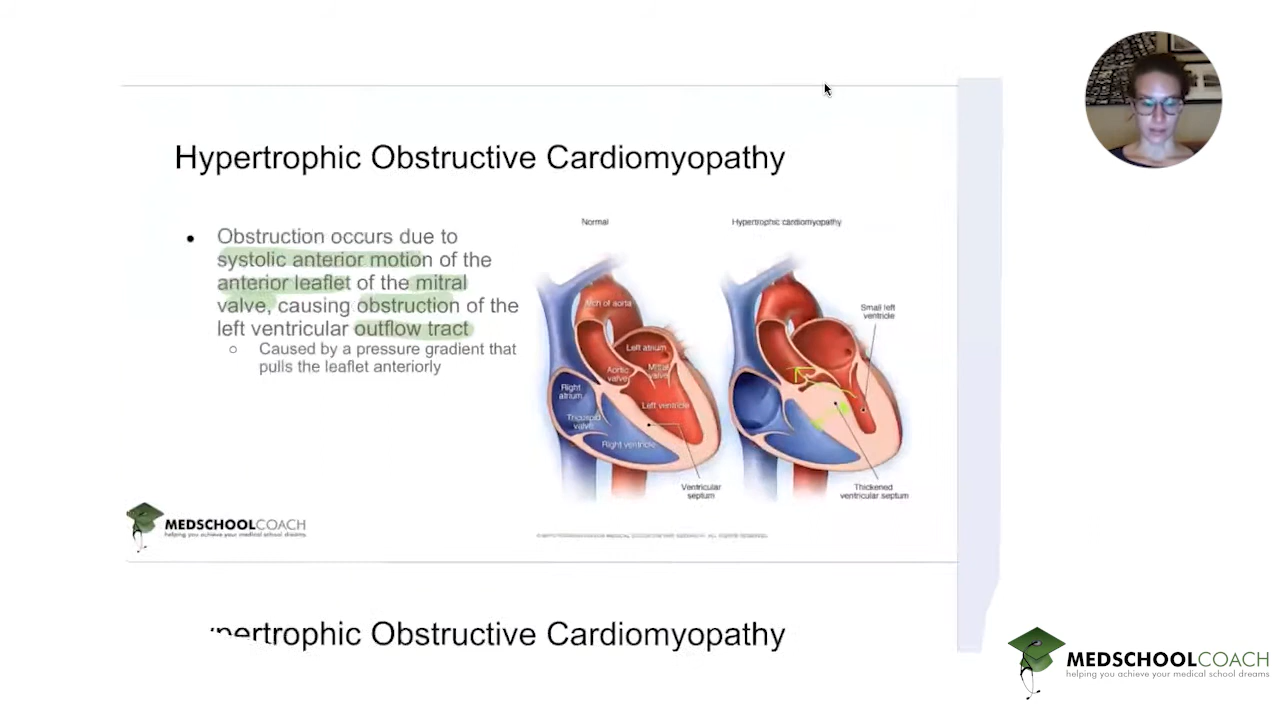 Hypertrophic Obstructive Cardiomyopathy
Obstruction occurs due to
systolic anterior motion of the
anterior leaflet of the mitral
valve, causing obstruction of the
left ventricular outflow tract
Caused by a pressure gradient that
pulls the leaflet anteriorly
Normal
Arch of aorta
Left atrium
Aortic
valve
Mitral
valve
Right
atrium
Left ventricle
Tricuspid
valve
Right ventricle
Ventricular
septum
Hypertrophic cardiomyopathy
Small left
ventricle
Thickened
ventricular septum
MEDSCHOOLCOACH
helping you achieve your medical school dreams
Obstructive Cardiomyopathy
MEDSCHOOLCOACH
helping you achieve your medical school dreams